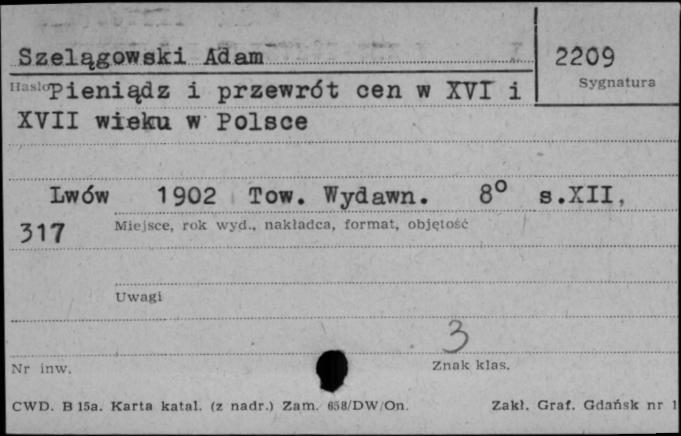 Szelągowski Adam
2209
Hasło
Sygnatura
Pieniądz i przewrót cen w XVI i
XVII wieku w Polsce
Lwów 1902 Tow. Wydawn. 8° s.XII,
317
Miejsce, rok wyd., nakładca, format, objętość
Uwagi
3
Nr inw.
Znak klas.
CWD. B 15a. Karta katal. (z nadr.) Zam. 658/DW/On.
Zakł. Graf. Gdańsk nr 1